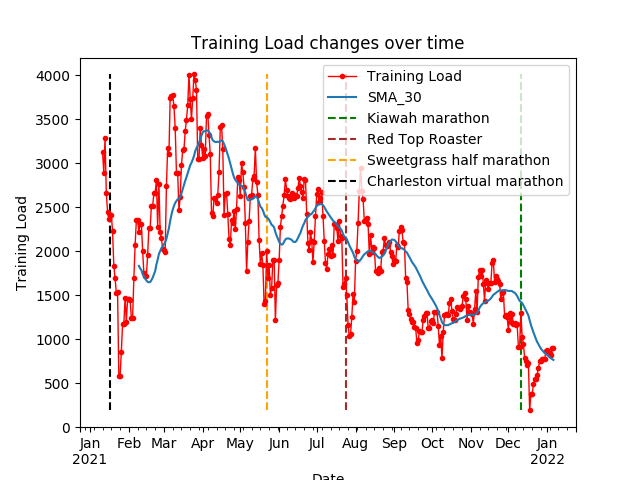 Training Load changes over time
Training Load
SMA_30
Kiawah marathon
Red Top Roaster
Sweetgrass half marathon
Charleston virtual marathon
Training Load
4000
3500
3000
2500
2000
1500
1000
500
0
Jan Feb Mar Apr May Jun Jul Aug Sep Oct Nov Dec Jan
2021 2022
Date